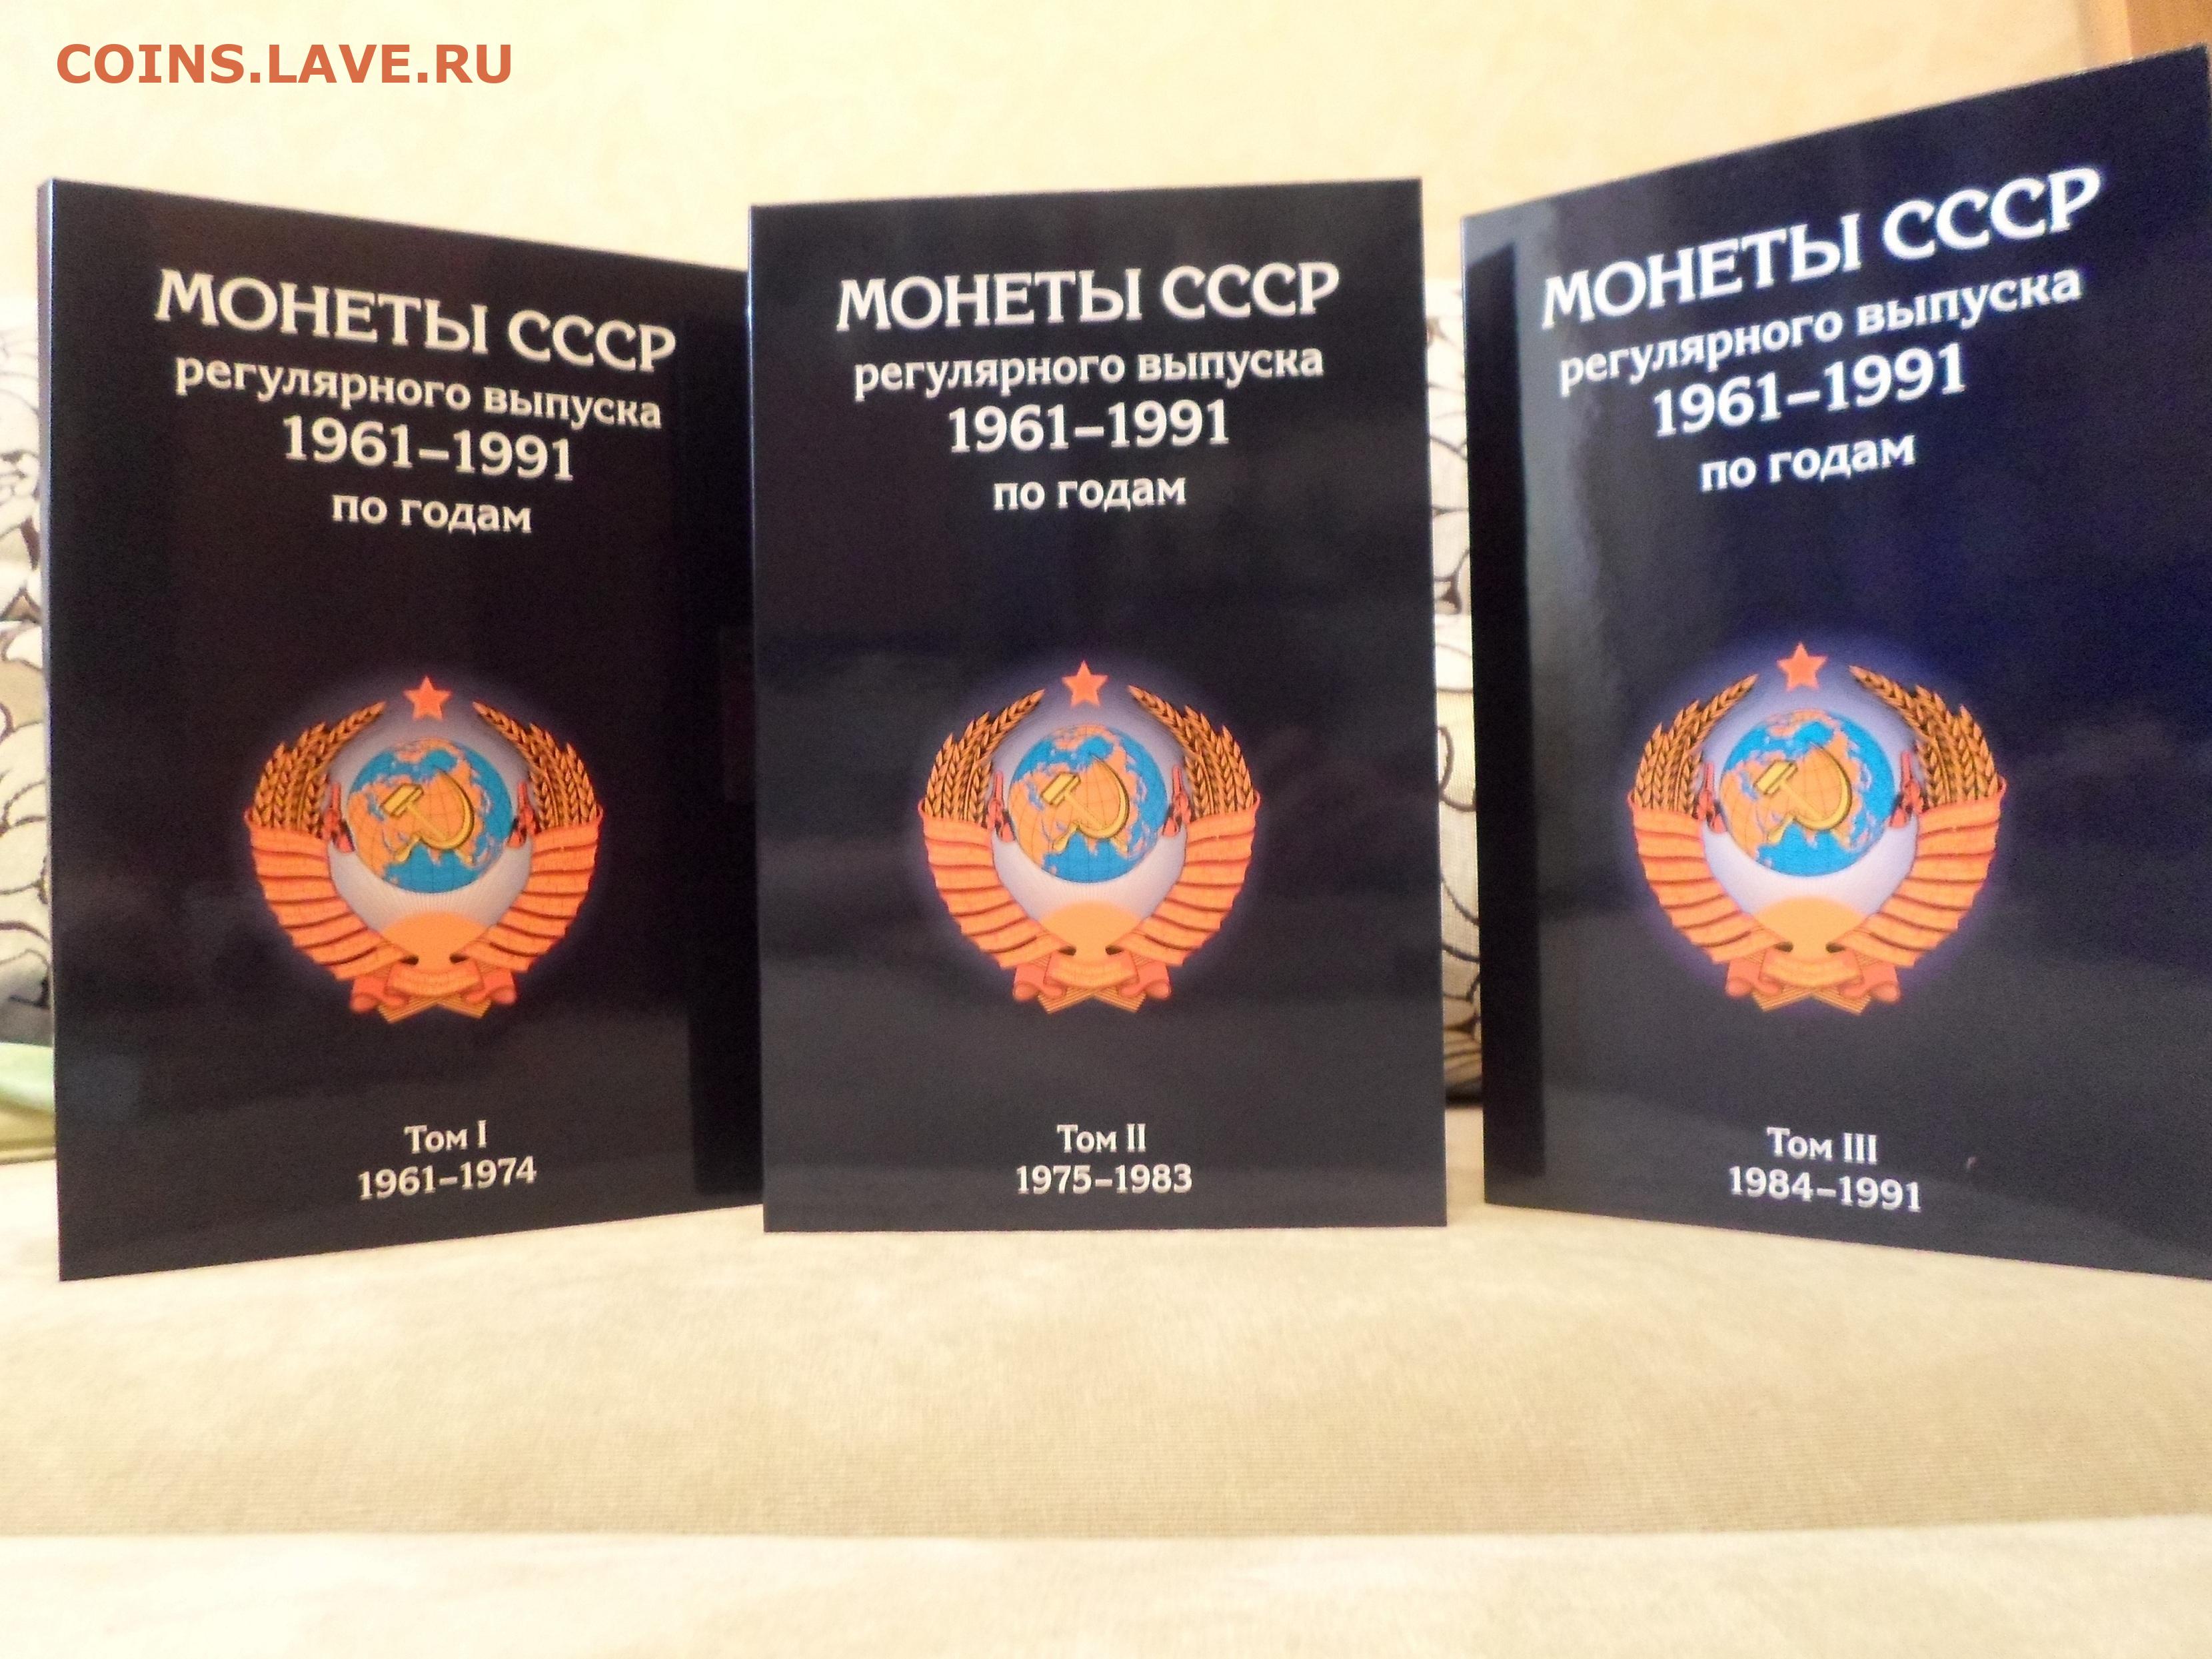 COINS.LAVE.RU
МОНЕТЫ СССР
регулярного выпуска
1961–1991
по годам
Том I
1961–1974
МОНЕТЫ СССР
регулярного выпуска
1961–1991
по годам
Том II
1975–1983
МОНЕТЫ СССР
регулярного выпуска
1961–1991
по годам
Том III
1984–1991